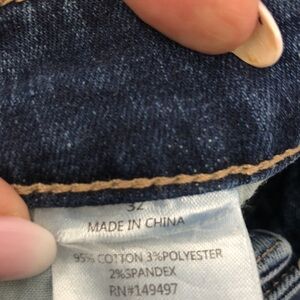 32
MADE IN CHINA
95% COTTON 3%POLYESTER
2%SPANDEX
RN#149497